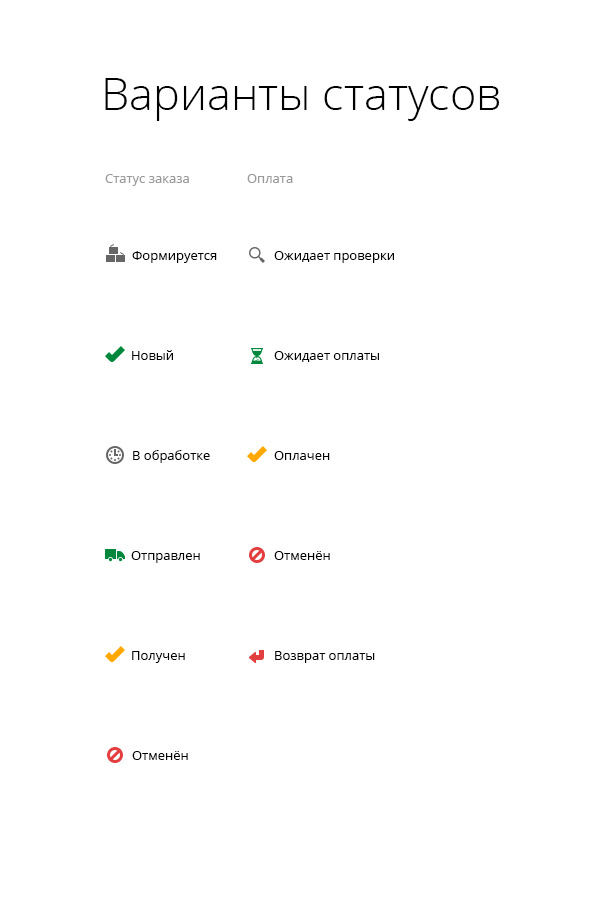 Варианты статусов
Статус заказа Оплата
Формируется Ожидает проверки
Новый Ожидает оплаты
В обработке Оплачен
Отправлен Отменён
Получен Возврат оплаты
Отменён